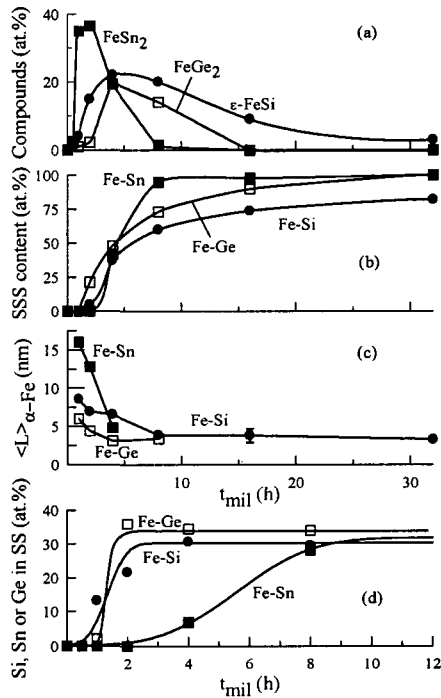 (a)
FeSn2
FeGe2
ε-FeSi
Compounds (at.%)
40
20
0
(b)
Fe-Sn
Fe-Ge
Fe-Si
SSS content (at.%)
100
75
50
25
0
(c)
Fe-Sn
Fe-Si
Fe-Ge
<L>α-Fe (nm)
15
10
5
0
0 10 20 30
tmil(h)
(d)
Fe-Ge
Fe-Si
Fe-Sn
Si, Sn or Ge in SS (at.%)
40
30
20
10
0
0 2 4 6 8 10 12
tmil(h)